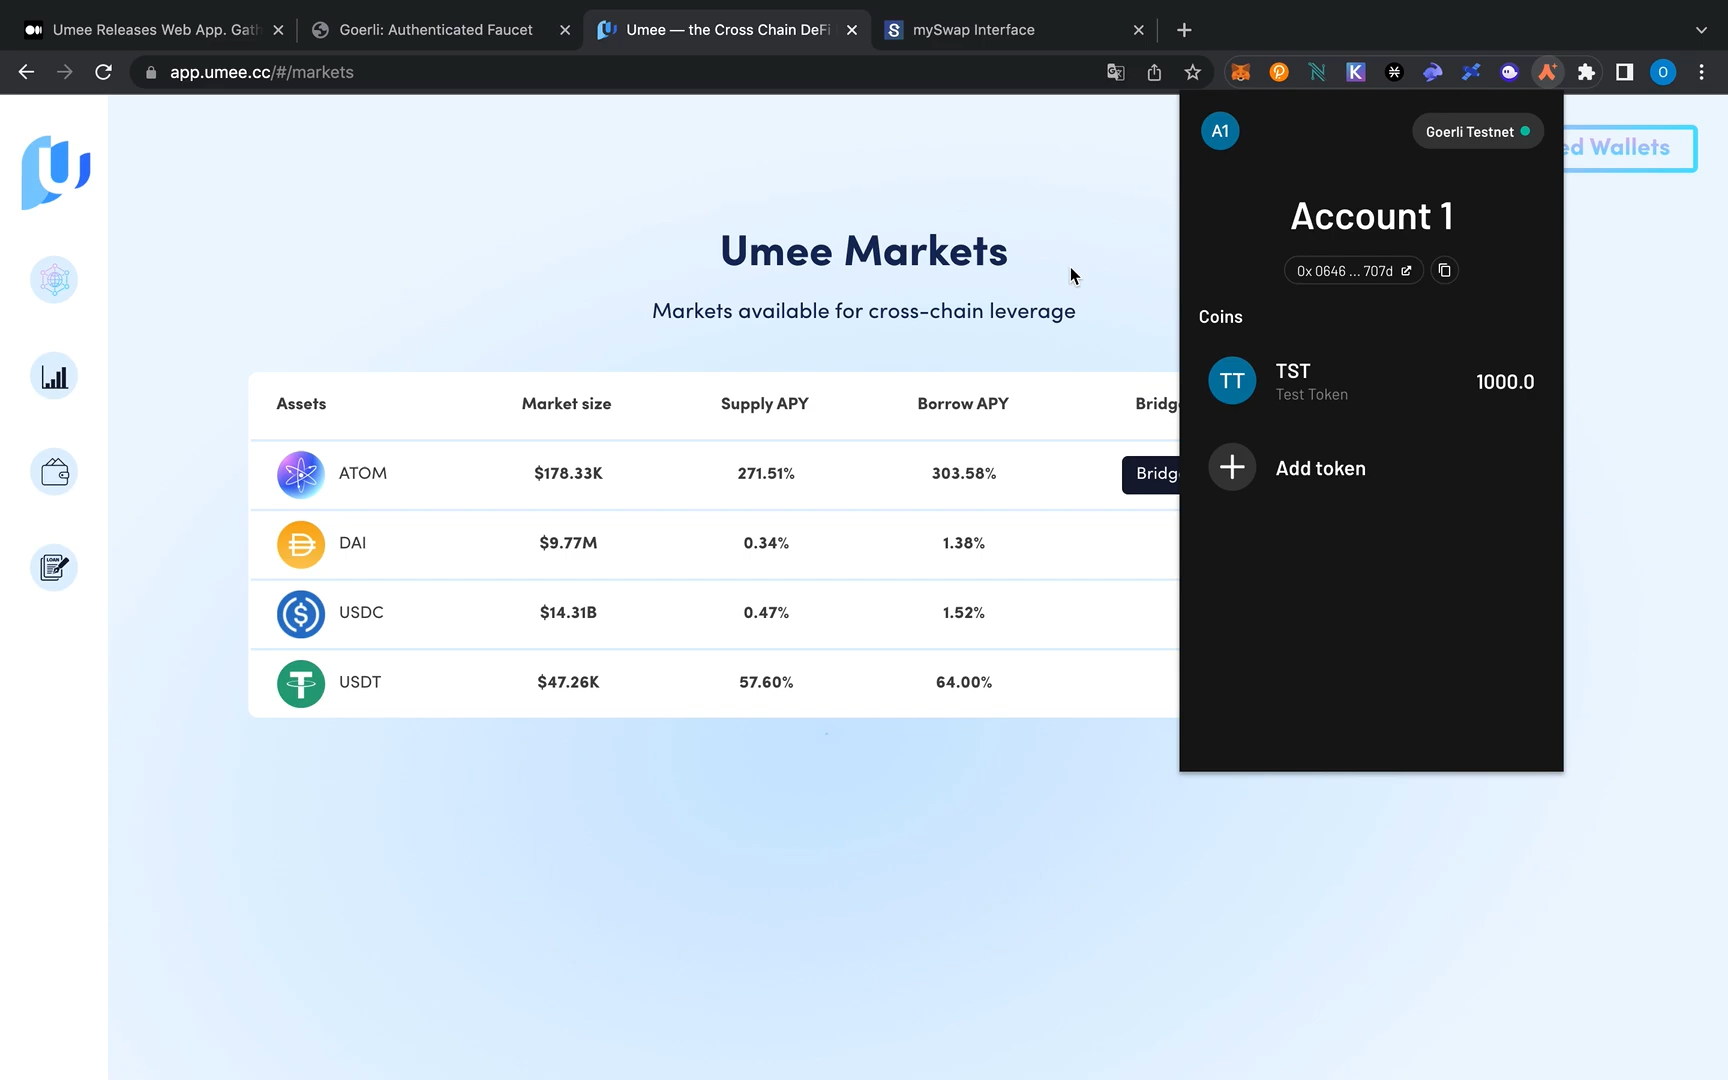 Umee Releases Web App. Gath
Goerli: Authenticated Faucet
Umee — the Cross Chain DeFi
S
mySwap Interface
app.umee.cc/#/markets
K
O
A1
Goerli Testnet
ed Wallets
U
Account 1
Umee Markets
0x 0646 ... 707d
Markets available for cross-chain leverage
Coins
TT
TST
Test Token
1000.0
Add token
Assets
Market size
Supply APY
Borrow APY
Bridg
ATOM
$178.33K
271.51%
303.58%
Bridg
DAI
$9.77M
0.34%
1.38%
USDC
$14.31B
0.47%
1.52%
LOAN
USDT
$47.26K
57.60%
64.00%